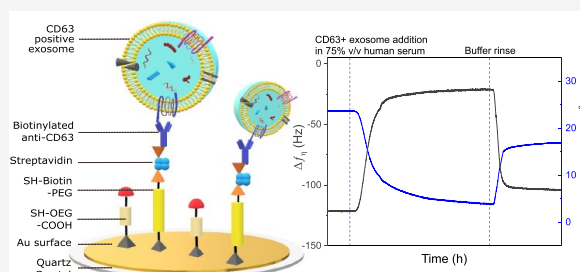 CD63
positive
exosome
Biotinylated
anti-CD63
Streptavidin
SH-Biotin
-PEG
SH-OEG
-COOH
Au surface
Quartz
CD63+ exosome addition
in 75% v/v human serum
Buffer rinse
0
-50
-100
-150
Δfη (Hz)
30
20
10
0
Time (h)